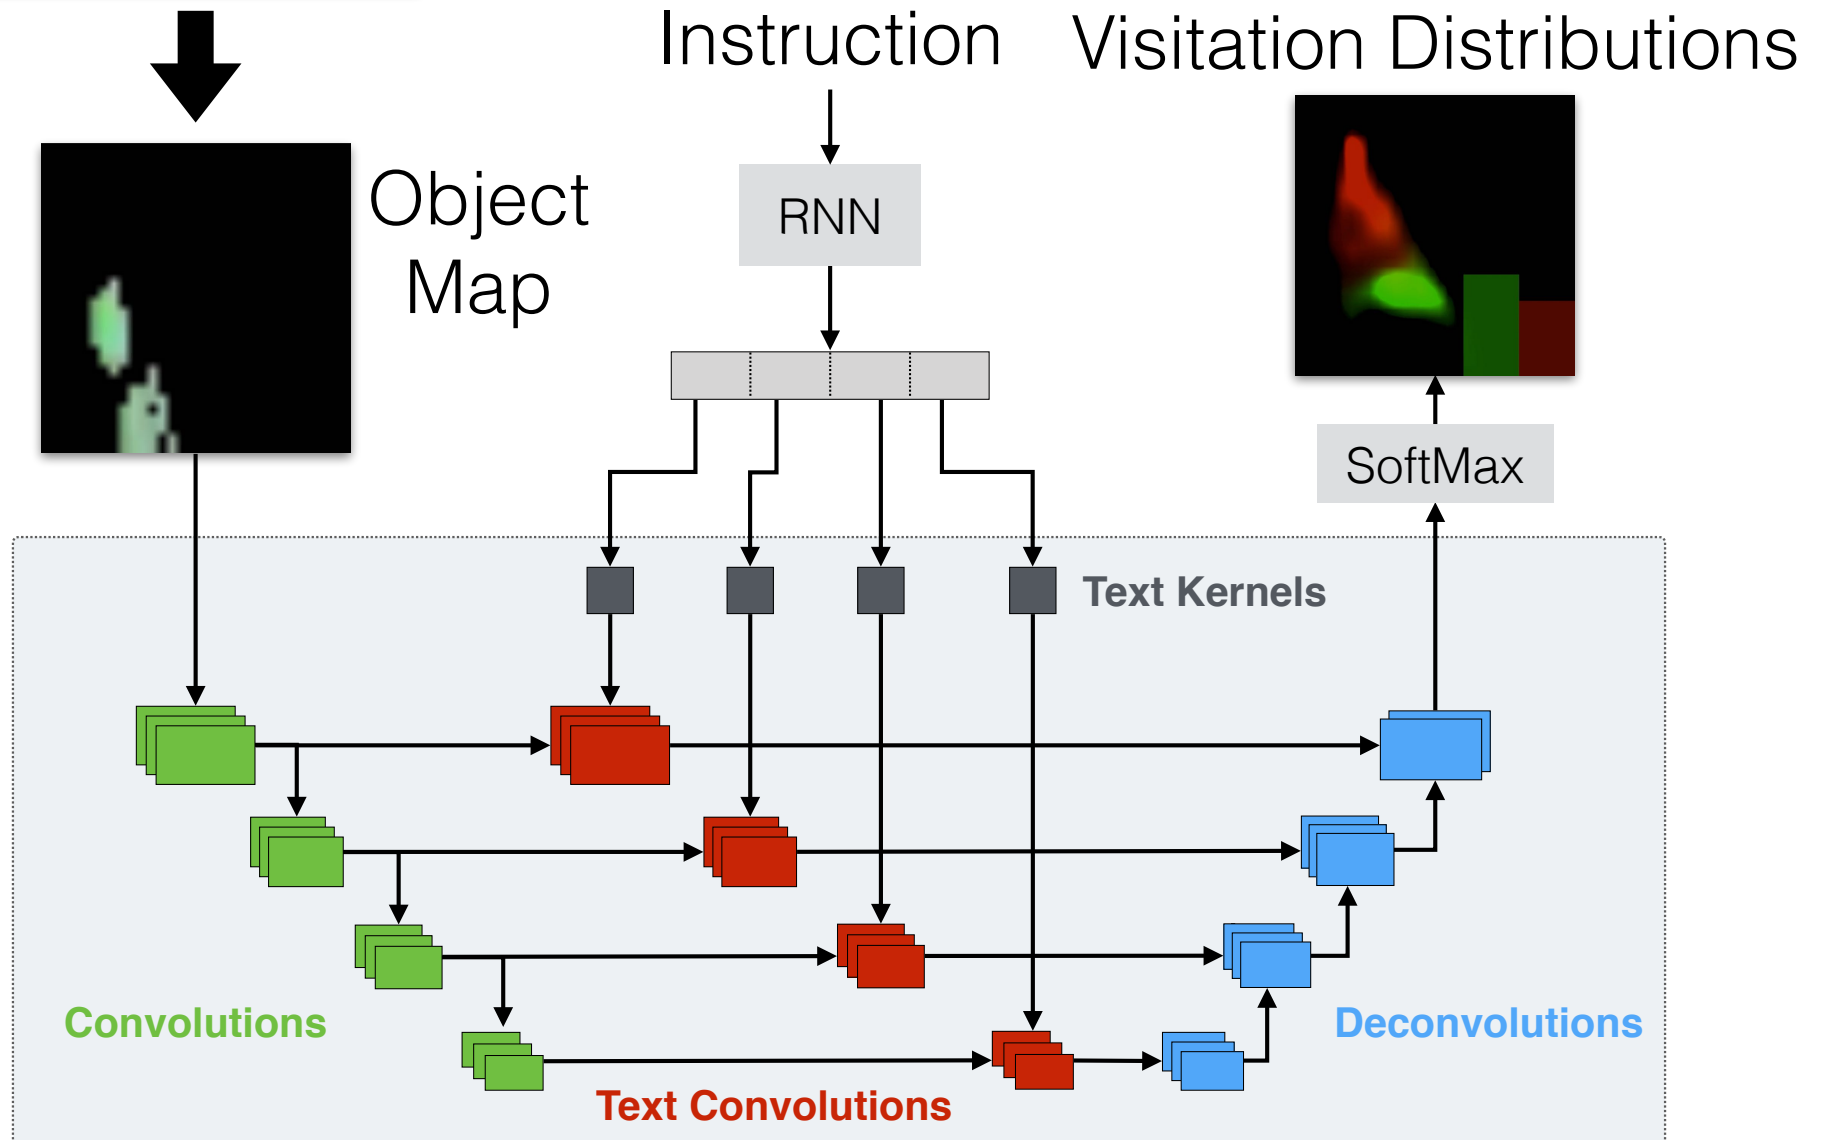 Instruction
Visitation Distributions
Object
Map
RNN
SoftMax
Text Kernels
Convolutions
Deconvolutions
Text Convolutions